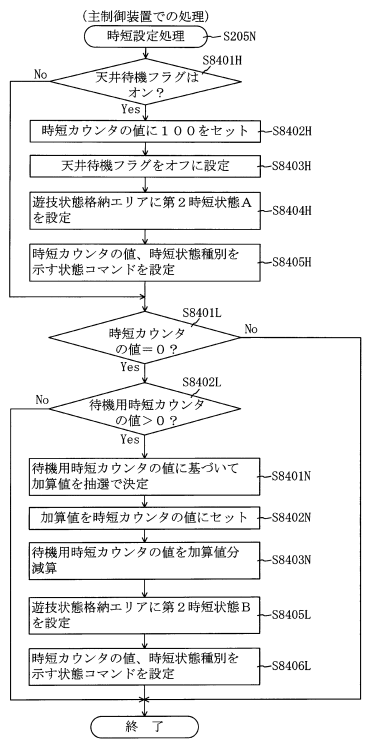 (主制御装置での処理)
時短設定処理
S205N
S8401H
No
天井待機フラグは
オン?
Yes
時短カウンタの値に100をセット
S8402H
天井待機フラグをオフに設定
S8403H
遊技状態格納エリアに第2時短状態A
を設定
S8404H
時短カウンタの値、時短状態種別を
示す状態コマンドを設定
S8405H
S8401L
時短カウンタ
の値=0?
No
Yes
S8402L
No
待機用時短カウンタ
の値>0?
Yes
待機用時短カウンタの値に基づいて
加算値を抽選で決定
S8401N
加算値を時短カウンタの値にセット
S8402N
待機用時短カウンタの値を加算値分
減算
S8403N
遊技状態格納エリアに第2時短状態B
を設定
S8405L
時短カウンタの値、時短状態種別を
示す状態コマンドを設定
S8406L
終 了